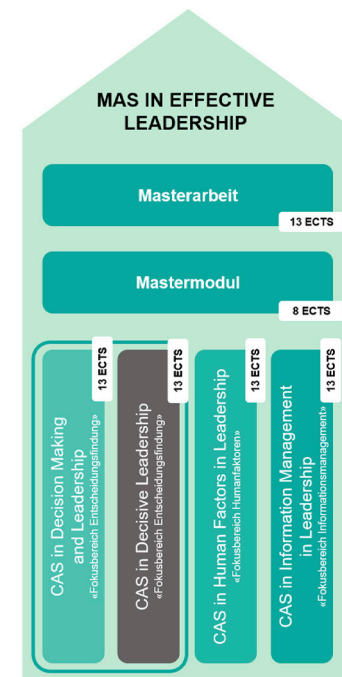 MAS IN EFFECTIVE
LEADERSHIP
Masterarbeit
13 ECTS
Mastermodul
8 ECTS
13 ECTS
CAS in Decision Making
and Leadership
«Fokusbereich Entscheidungsfindung»
13 ECTS
CAS in Decisive Leadership
«Fokusbereich Entscheidungsfindung»
13 ECTS
CAS in Human Factors in Leadership
«Fokusbereich Humanfaktoren»
13 ECTS
CAS in Information Management
in Leadership
«Fokusbereich Informationsmanagement»